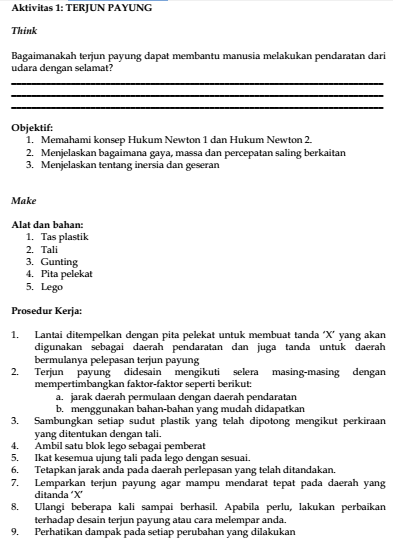 Aktivitas 1: TERJUN PAYUNG
Think
Bagaimanakah terjun payung dapat membantu manusia melakukan pendaratan dari
udara dengan selamat?
Objektif:
1. Memahami konsep Hukum Newton 1 dan Hukum Newton 2.
2. Menjelaskan bagaimana gaya, massa dan percepatan saling berkaitan
3. Menjelaskan tentang inersia dan geseran
Make
Alat dan bahan:
1. Tas plastik
2. Tali
3. Gunting
4. Pita pelekat
5. Lego
Prosedur Kerja:
1. Lantai ditempelkan dengan pita pelekat untuk membuat tanda ‘X’ yang akan
digunakan sebagai daerah pendaratan dan juga tanda untuk daerah
bermulanya pelepasan terjun payung
2. Terjun payung didesain mengikuti selera masing-masing dengan
mempertimbangkan faktor-faktor seperti berikut:
a. jarak daerah permulaan dengan daerah pendaratan
b. menggunakan bahan-bahan yang mudah didapatkan
3. Sambungkan setiap sudut plastik yang telah dipotong mengikut perkiraan
yang ditentukan dengan tali.
4. Ambil satu blok lego sebagai pemberat
5. Ikat kesemua ujung tali pada lego dengan sesuai.
6. Tetapkan jarak anda pada daerah perlepasan yang telah ditandakan.
7. Lemparkan terjun payung agar mampu mendarat tepat pada daerah yang
ditanda ‘X’
8. Ulangi beberapa kali sampai berhasil. Apabila perlu, lakukan perbaikan
terhadap desain terjun payung atau cara melempar anda.
9. Perhatikan dampak pada setiap perubahan yang dilakukan